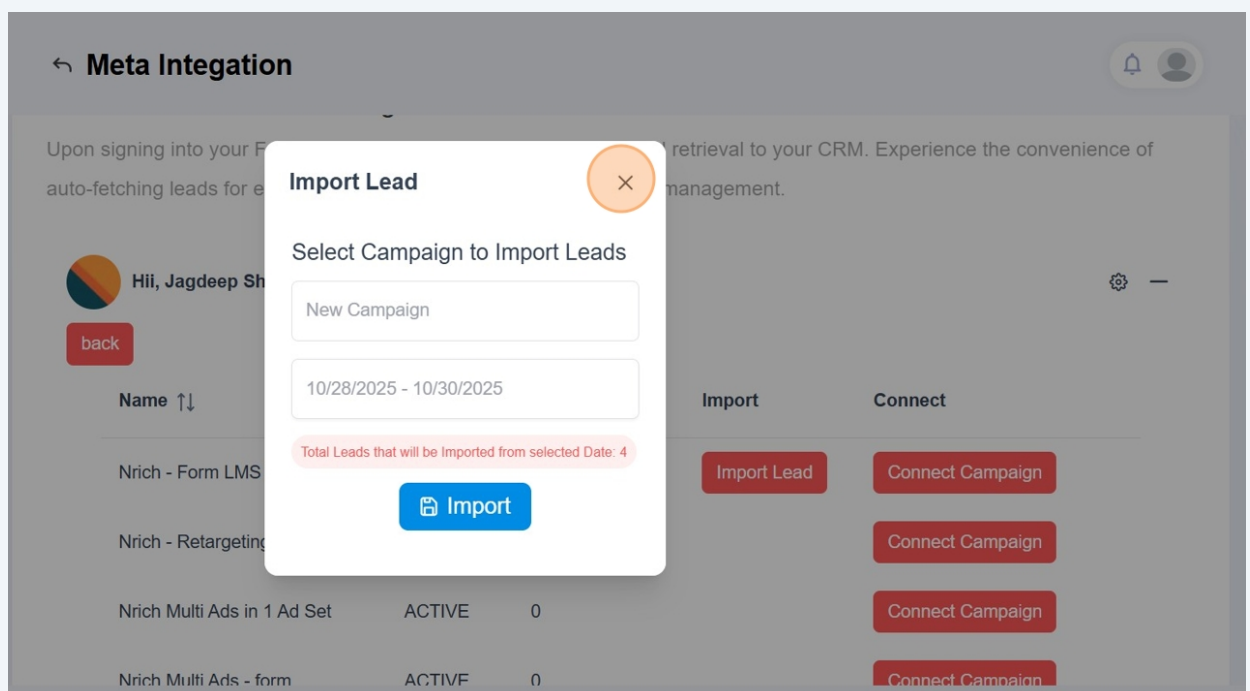 Meta Integation
Upon signing into your retrieval to your CRM. Experience the convenience of
auto-fetching leads for management.
Import Lead
Select Campaign to Import Leads
New Campaign
10/28/2025 - 10/30/2025
Total Leads that will be Imported from selected Date: 4
Import
Hii, Jagdeep
back
Name Import Connect
Nrich - Form LMS Import Lead Connect Campaign
Nrich - Retargeting Connect Campaign
Nrich Multi Ads in 1 Ad Set ACTIVE 0 Connect Campaign
Nrich Multi Ads - form ACTIVE 0 Connect Campaign